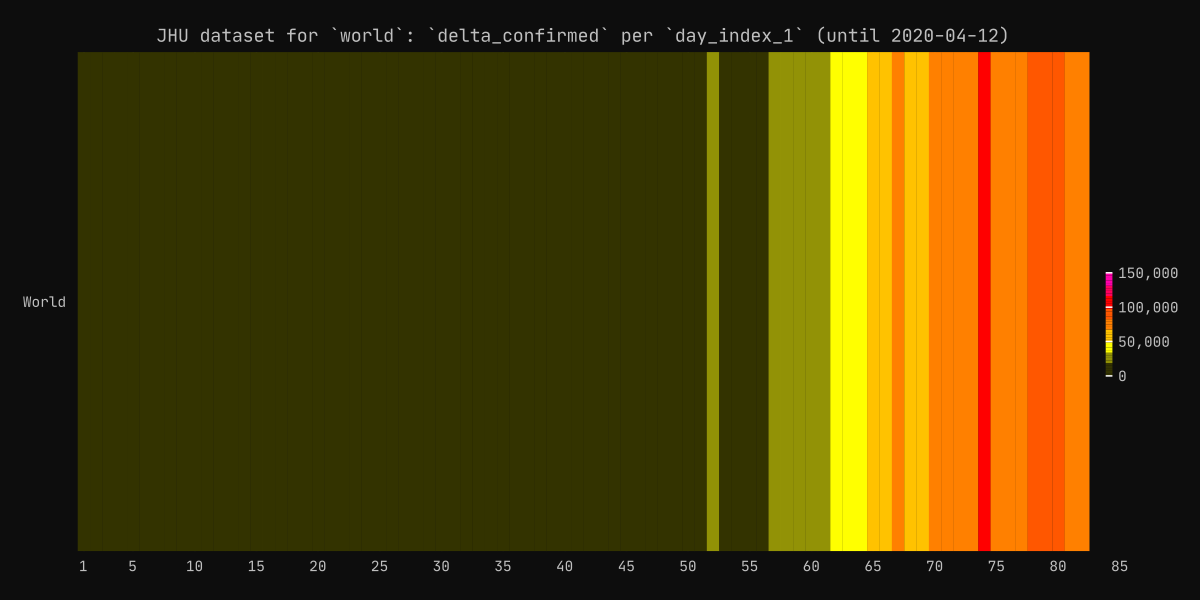 JHU dataset for `world`: `delta_confirmed` per `day_index_1` (until 2020-04-12)
World
150,000
100,000
50,000
0
1 5 10 15 20 25 30 35 40 45 50 55 60 65 70 75 80 85